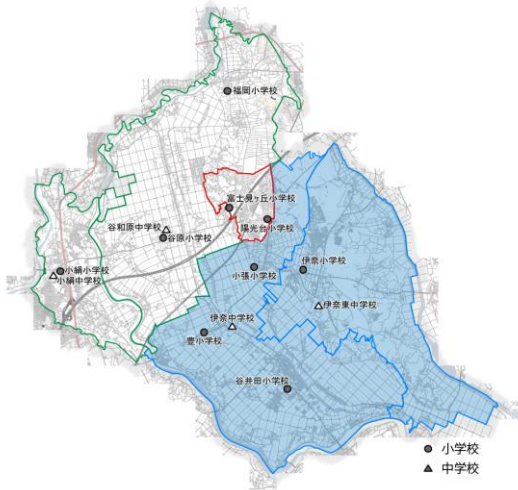 福岡小学校
富士見ヶ丘小学校
陽光台小学校
谷和原中学校
谷原小学校
小絹小学校
小絹中学校
小張小学校
伊奈小学校
伊奈東中学校
伊奈中学校
豊小学校
谷井田小学校
小学校
中学校